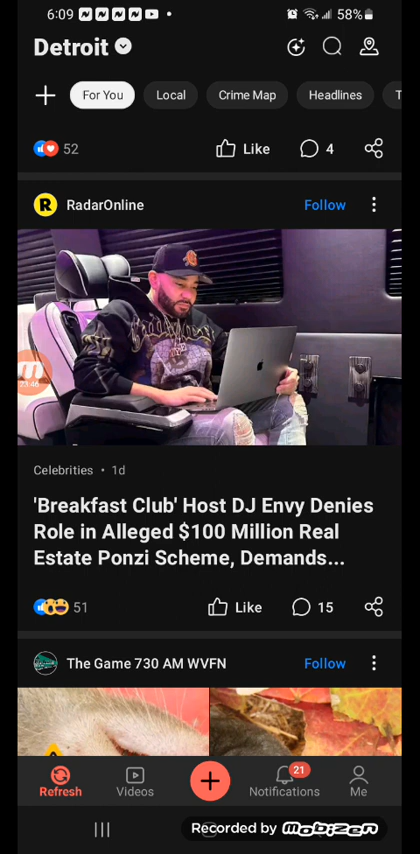 6:09 58%
Detroit
For You Local Crime Map Headlines T
52 Like 4
R RadarOnline Follow
23:46
Celebrities • 1d
'Breakfast Club' Host DJ Envy Denies
Role in Alleged $100 Million Real
Estate Ponzi Scheme, Demands...
51 Like 15
The Game 730 AM WVFN Follow
Refresh Videos Notifications 21 Me
Recorded by mobizen